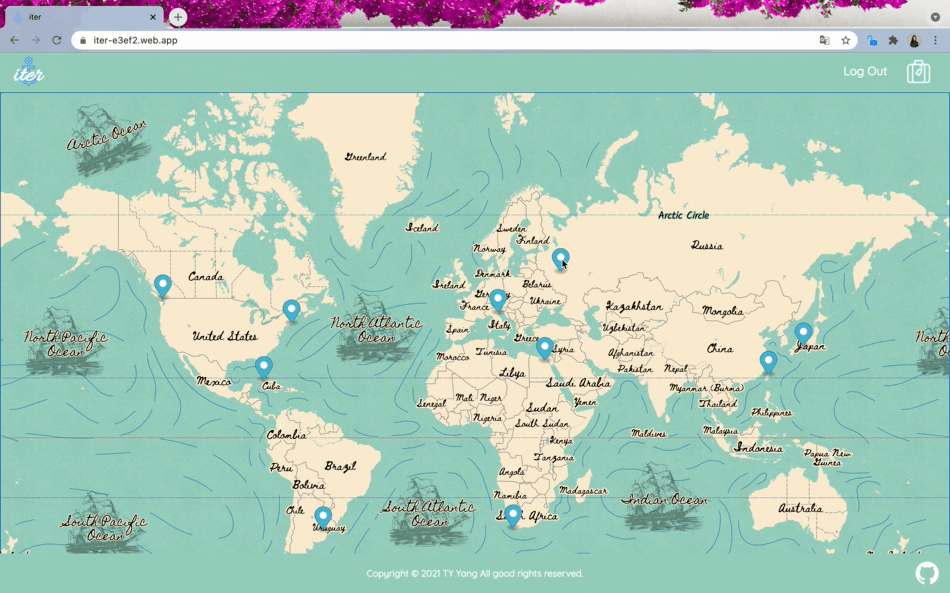 iter
iter-e3ef2.web.app
iter
Log Out
Arctic Ocean
Greenland
Arctic Circle
Iceland
Sweden
Finland
Norway
Russia
Canada
Denmark
Ireland
Belarus
Ukraine
France
Kazakhstan
Mongolia
North Pacific
Ocean
United States
North Atlantic
Ocean
Spain
Italy
Greece
Uzbekistan
Syria
China
Japan
Morocco
Tunisia
Afghanistan
Pakistan
Nepal
Libya
Mexico
Cuba
Saudi Arabia
Myanmar (Burma)
Senegal
Mali
Niger
Yemen
Thailand
Sudan
Philippines
Nigeria
South Sudan
Colombia
Kenya
Maldives
Malaysia
Indonesia
Peru
Brazil
Tanzania
Papua New
Guinea
Angola
Bolivia
Namibia
Madagascar
Indian Ocean
Chile
South Atlantic
Ocean
Africa
Australia
South Pacific
Ocean
Uruguay
Copyright © 2021 TY Yang All good rights reserved.